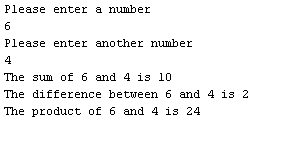 Please enter a number
6
Please enter another number
4
The sum of 6 and 4 is 10
The difference between 6 and 4 is 2
The product of 6 and 4 is 24